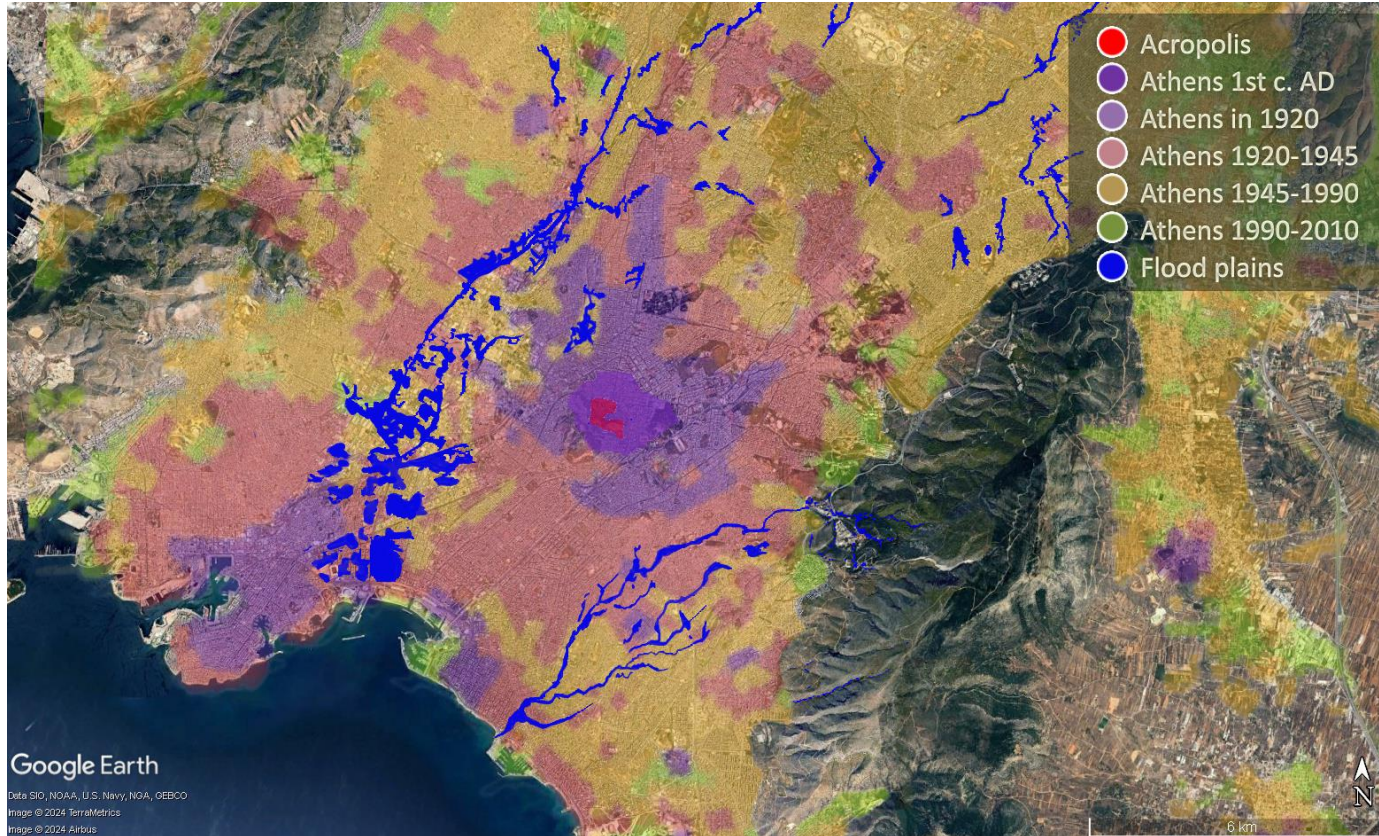 Acropolis
Athens 1st c. AD
Athens in 1920
Athens 1920-1945
Athens 1945-1990
Athens 1990-2010
Flood plains
Google Earth
Data SIO, NOAA, U.S. Navy, NGA, GEBCO
Image © 2024 TerraMetrics
Image © 2024 Airbus
N
6 km